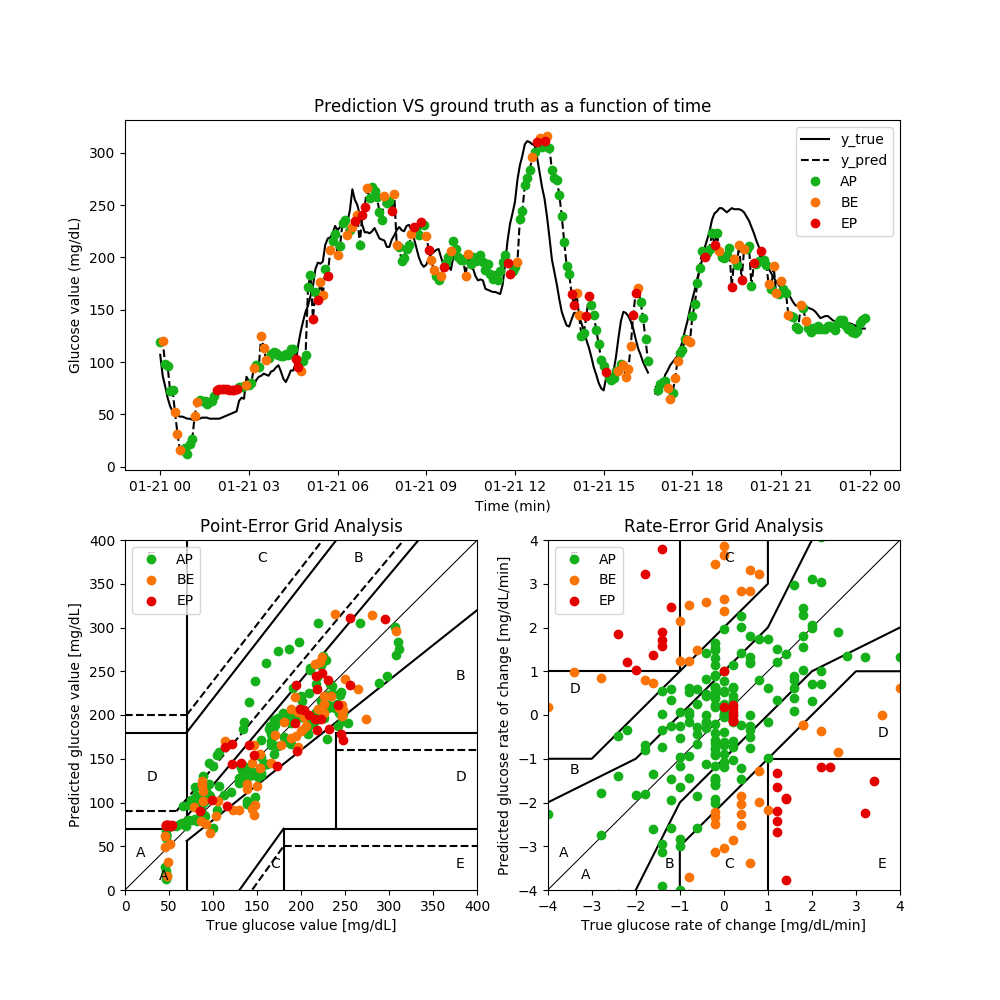 Prediction VS ground truth as a function of time
Glucose value (mg/dL)
300
250
200
150
100
50
0
y_true
y_pred
AP
BE
EP
01-21 00 01-21 03 01-21 06 01-21 09 01-21 12 01-21 15 01-21 18 01-21 21 01-22 00
Time (min)
Point-Error Grid Analysis
Predicted glucose value [mg/dL]
400
350
300
250
200
150
100
50
0
AP
BE
EP
C
B
B
D
D
A
A
C
E
0 50 100 150 200 250 300 350 400
True glucose value [mg/dL]
Rate-Error Grid Analysis
Predicted glucose rate of change [mg/dL/min]
4
3
2
1
0
−1
−2
−3
−4
AP
BE
EP
C
D
D
B
A
A
B
C
E
−4 −3 −2 −1 0 1 2 3 4
True glucose rate of change [mg/dL/min]